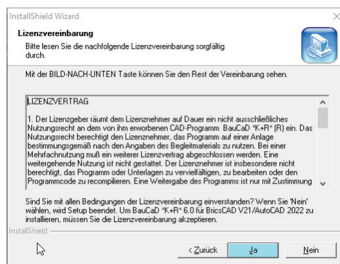 InstallShield Wizard
Lizenzvereinbarung
Bitte lesen Sie die nachfolgende Lizenzvereinbarung sorgfältig
durch.
Mit der BILD-NACH-UNTEN Taste können Sie den Rest der Vereinbarung sehen.
LIZENZVERTRAG
1. Der Lizenzgeber räumt dem Lizenznehmer auf Dauer ein nicht ausschließliches
Nutzungsrecht an dem von ihm erworbenen CAD-Programm BauCaD "K+R" (R) ein. Das
Nutzungsrecht berechtigt den Lizenznehmer, das Programm auf einer Anlage
bestimmungsgemäß nach den Angaben des Begleitmaterials zu nutzen. Bei einer
Mehrfachnutzung muß ein weiterer Lizenzvertrag abgeschlossen werden. Eine
weitergehende Nutzung ist nicht gestattet. Der Lizenznehmer ist insbesondere nicht
berechtigt, das Programm oder Unterlagen zu vervielfältigen, zu bearbeiten oder den
Programmcode zu recompilieren. Eine Weitergabe des Programms ist nur mit Zustimmung
Sind Sie mit allen Bedingungen der Lizenzvereinbarung einverstanden? Wenn Sie 'Nein'
wählen, wird Setup beendet. Um BauCaD "K+R" 6.0 für BricsCAD V21/AutoCAD 2022 zu
installieren, müssen Sie die Lizenzvereinbarung akzeptieren.
InstallShield
< Zurück Ja Nein